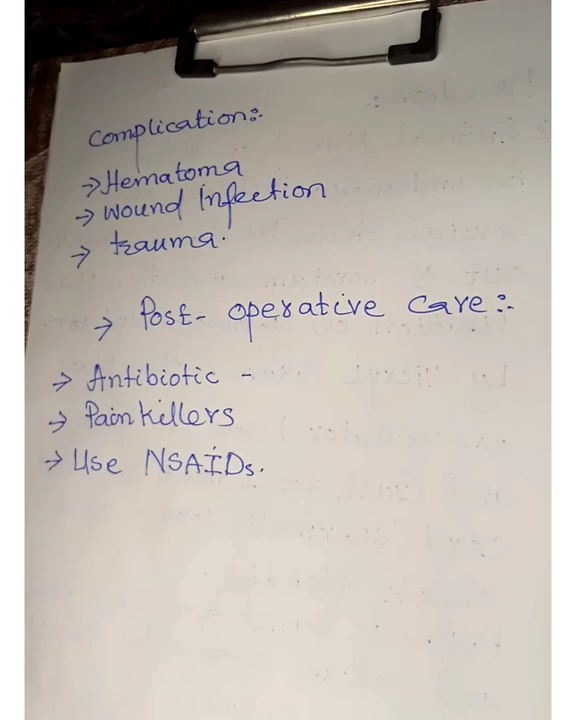 Complication:-
→ Hematoma
→ Wound Infection
→ trauma.
→ Post-operative Care:-
→ Antibiotic -
→ Pain killers
→ Use NSAIDs.